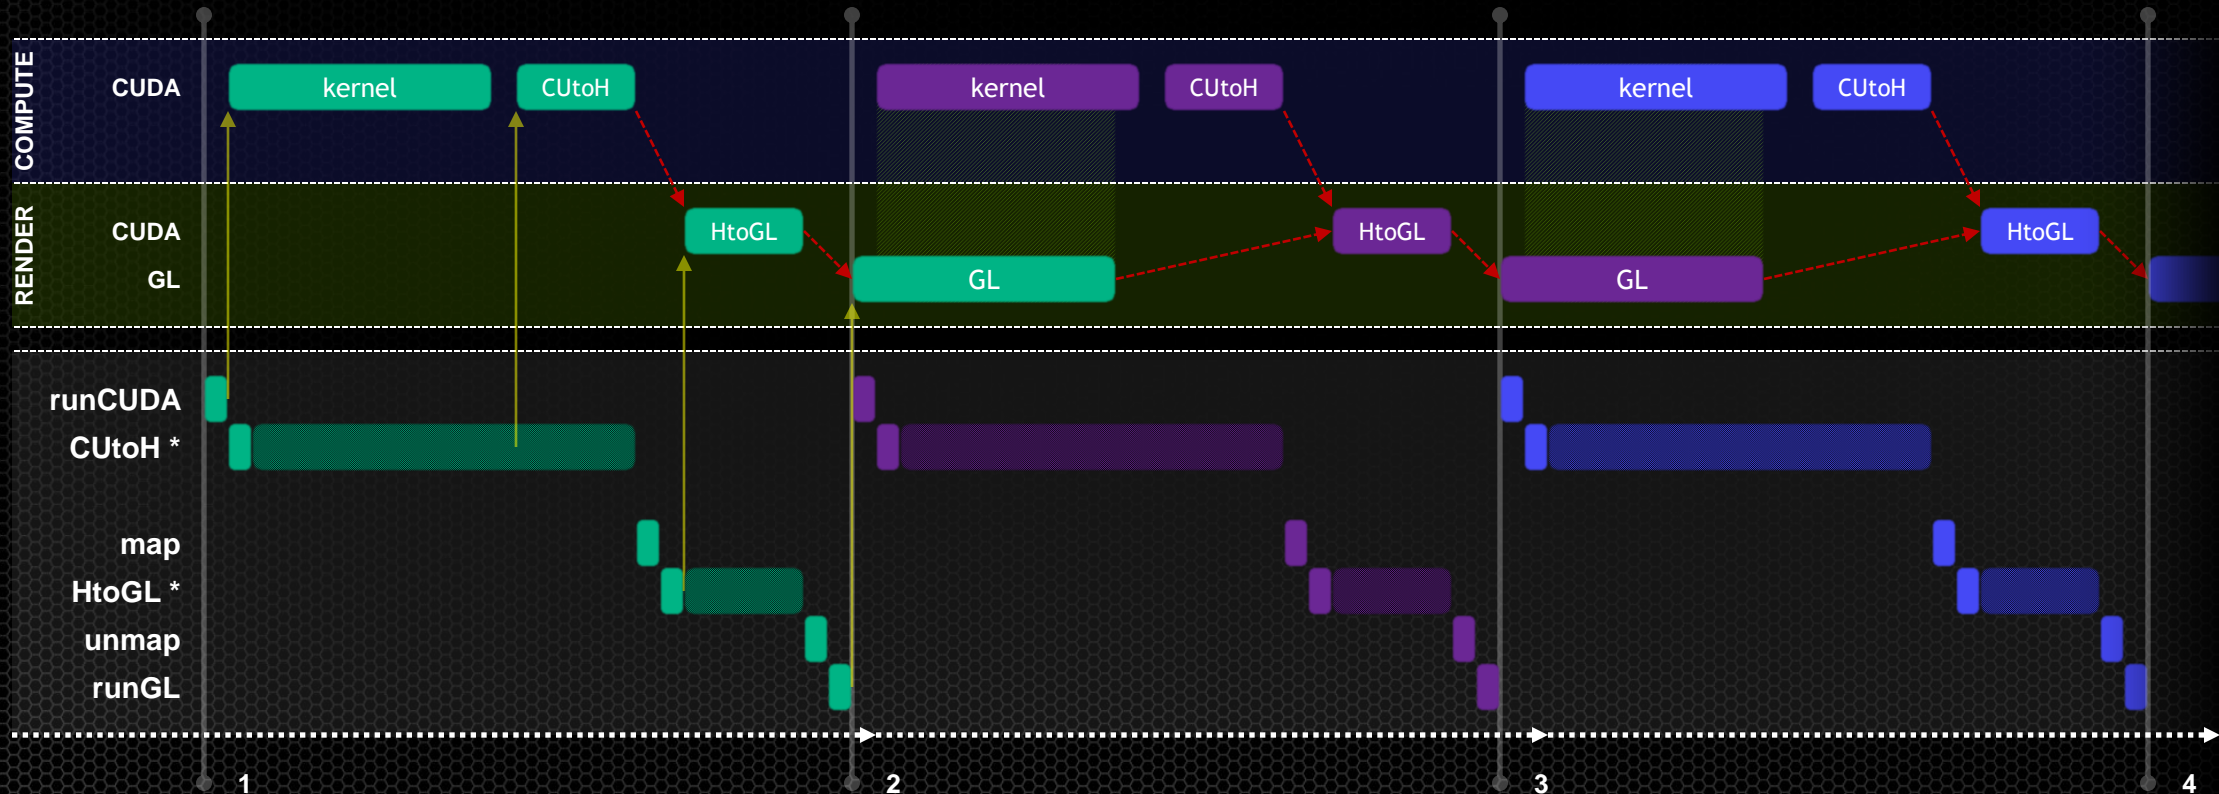 COMPUTE
CUDA kernel CUtoH kernel CUtoH kernel CUtoH
RENDER
CUDA HtoGL HtoGL HtoGL
GL GL GL
runCUDA
CUtoH *
map
HtoGL *
unmap
runGL
1 2 3 4